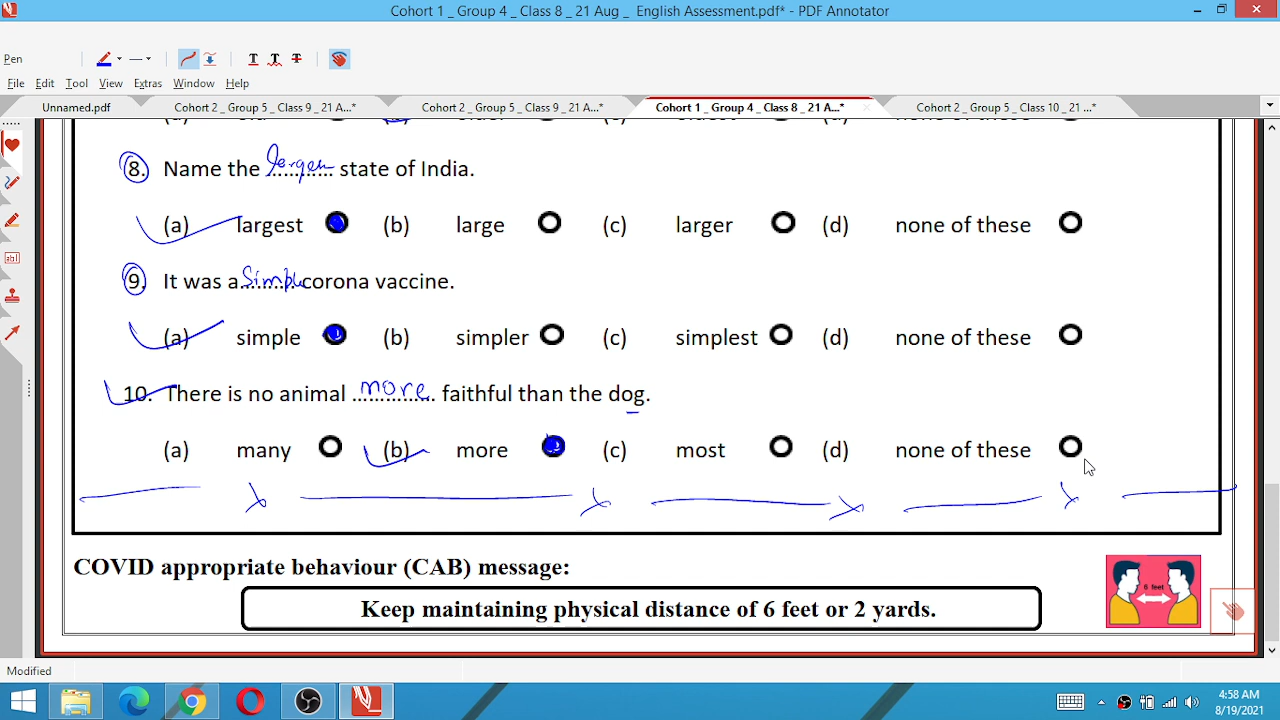 Cohort 1 _ Group 4 _ Class 8 _ 21 Aug _ English Assessment.pdf* - PDF Annotator
Pen
T T T
File Edit Tool View Extras Window Help
Unnamed.pdf Cohort 2 _ Group 5 _ Class 9 _ 21 A...* Cohort 2 _ Group 5 _ Class 9 _ 21 A...* Cohort 1 _ Group 4 _ Class 8 _ 21 A...* Cohort 2 _ Group 5 _ Class 10 _ 21 ...*
8. Name the ............ state of India.
(a) largest (b) large (c) larger (d) none of these
9. It was a simple corona vaccine.
(a) simple (b) simpler (c) simplest (d) none of these
10. There is no animal more faithful than the dog.
(a) many (b) more (c) most (d) none of these
COVID appropriate behaviour (CAB) message:
Keep maintaining physical distance of 6 feet or 2 yards.
6 feet
Modified
4:58 AM
8/19/2021